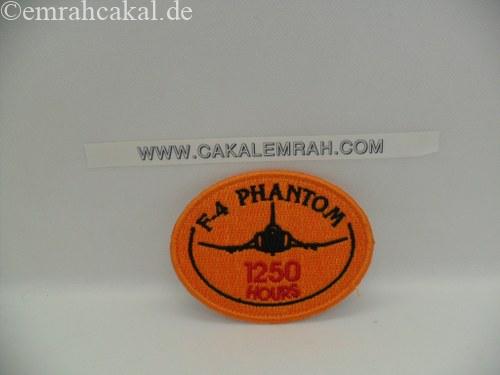 ©emrahcakal.de
WWW.CAKALEMRAH.COM
F-4 PHANTOM
1250
HOURS